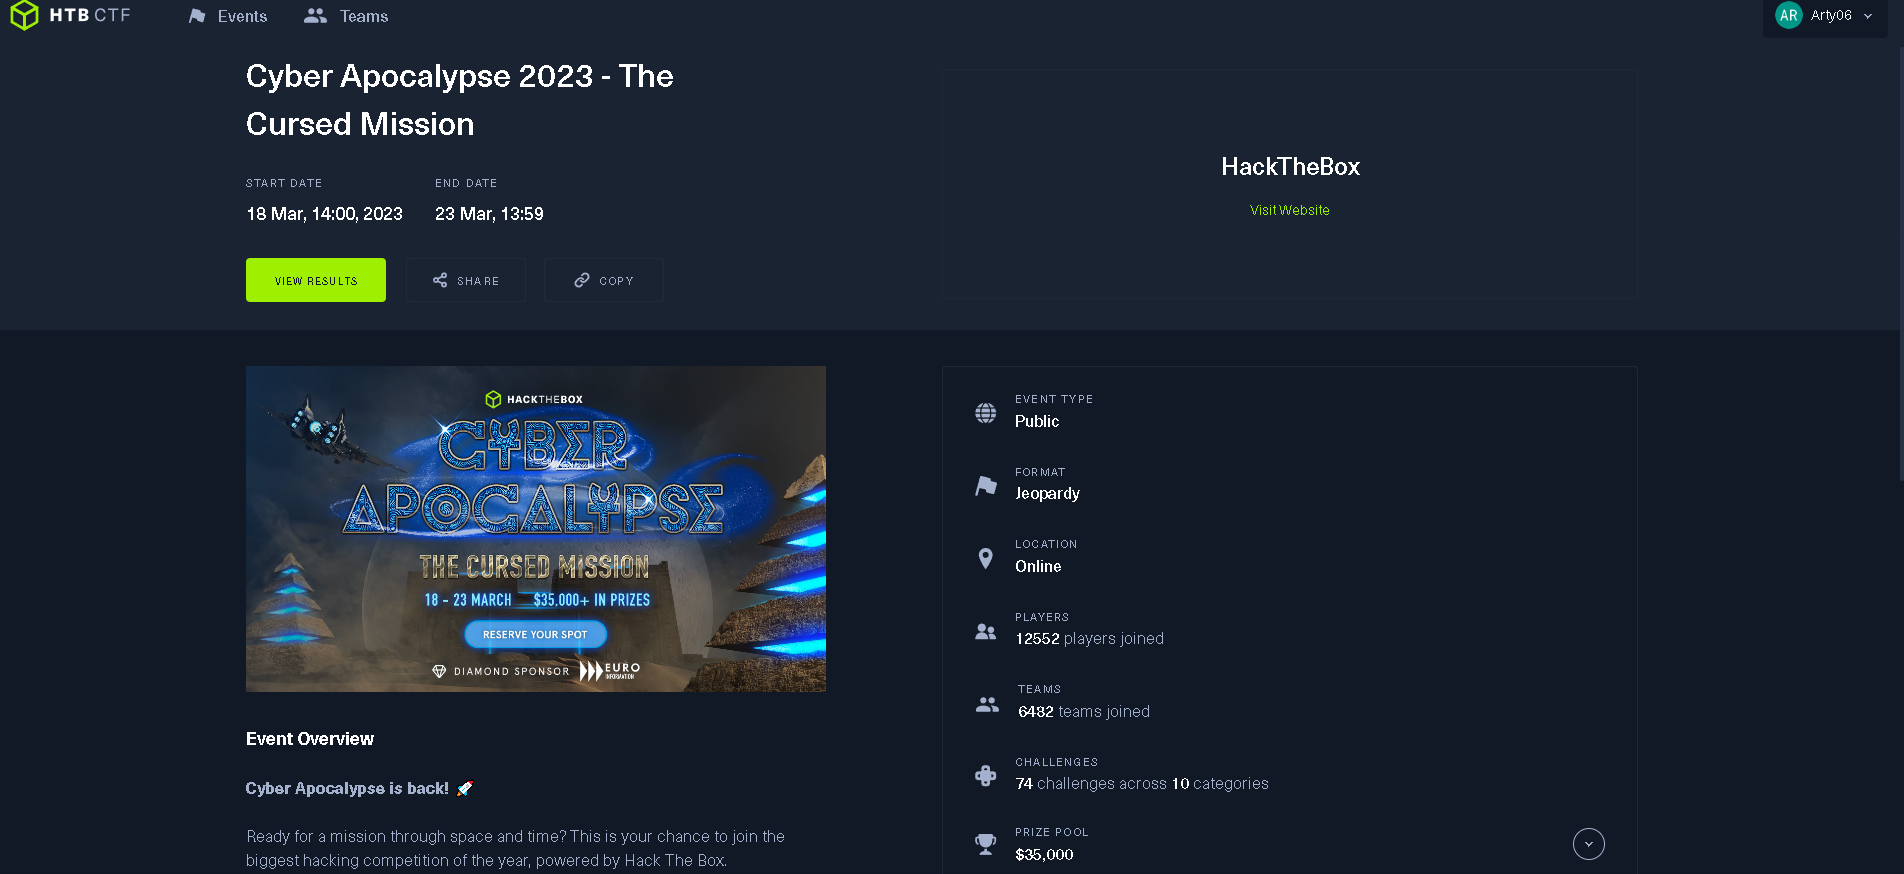 HTB CTF
Events
Teams
AR
Arty06
Cyber Apocalypse 2023 - The
Cursed Mission
START DATE
END DATE
18 Mar, 14:00, 2023
23 Mar, 13:59
VIEW RESULTS
SHARE
COPY
HackTheBox
Visit Website
HACKTHEBOX
CYBER
APOCALYPSE
THE CURSED MISSION
18 - 23 MARCH
$35.000+ IN PRIZES
RESERVE YOUR SPOT
DIAMOND SPONSOR
EURO
INFORMATION
Event Overview
Cyber Apocalypse is back! 🚀
Ready for a mission through space and time? This is your chance to join the
biggest hacking competition of the year, powered by Hack The Box.
EVENT TYPE
Public
FORMAT
Jeopardy
LOCATION
Online
PLAYERS
12552 players joined
TEAMS
6482 teams joined
CHALLENGES
74 challenges across 10 categories
PRIZE POOL
$35,000